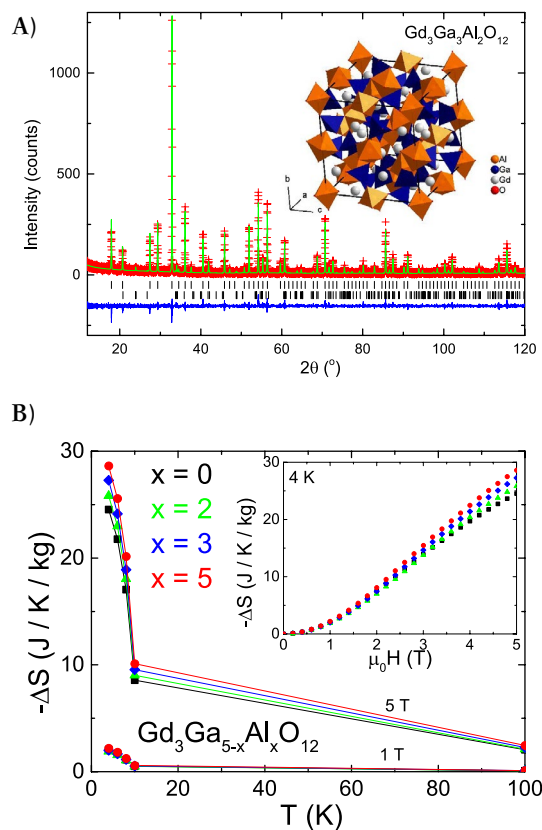 A)
Gd3Ga3Al2O12
1000
500
0
Intensity (counts)
b
a
c
Al
Ga
Gd
O
20 40 60 80 100 120
2θ (°)
B)
30
20
10
0
-ΔS (J / K / kg)
x = 0
x = 2
x = 3
x = 5
4 K
30
20
10
0
-ΔS (J / K / kg)
0 1 2 3 4 5
μ0H (T)
5 T
Gd3Ga5-xAlxO12
1 T
0 20 40 60 80 100
T (K)